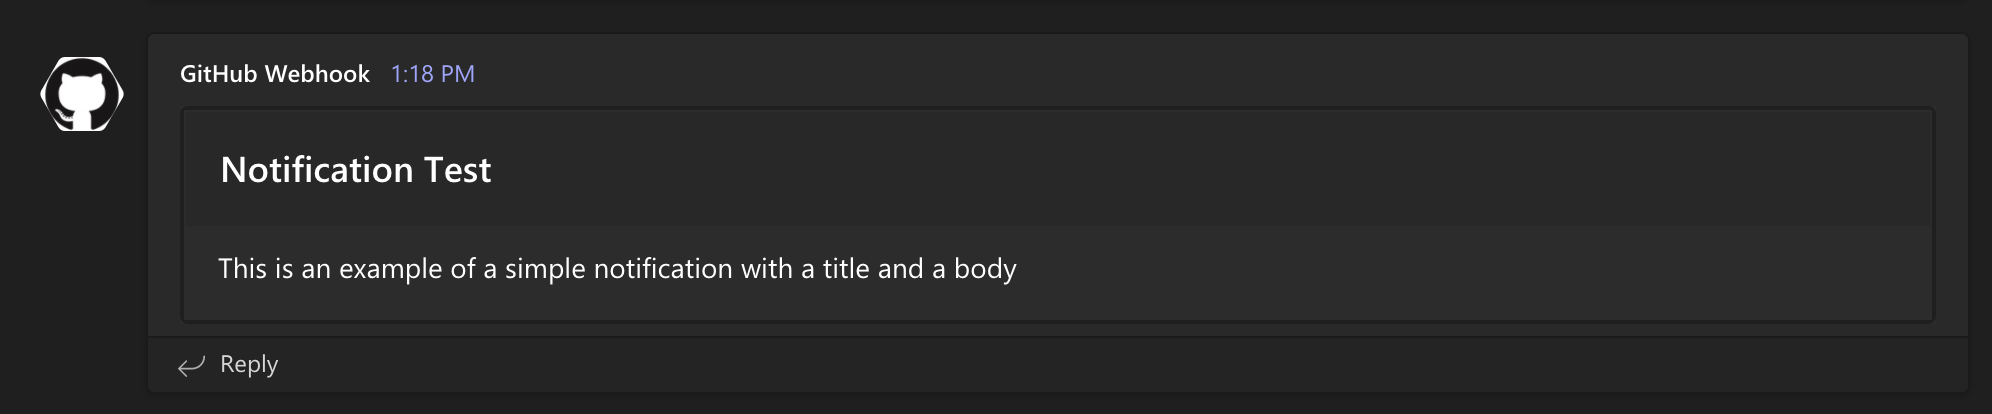 GitHub Webhook 1:18 PM
Notification Test
This is an example of a simple notification with a title and a body
Reply